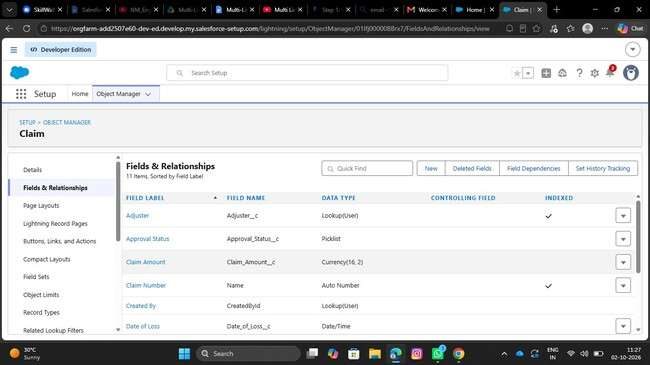 SkillWa
Salesfo
NM_En
Multi-L
Multi-L
Multi Li
Step 1-
email -
Welcom
Home |
Claim |
https://orgfarm-add2507e60-dev-ed.develop.my.salesforce-setup.com/lightning/setup/ObjectManager/
Chat
Developer Edition
Search Setup
Setup
Home
Object Manager
SETUP > OBJECT MANAGER
Claim
Details
Fields & Relationships
Page Layouts
Lightning Record Pages
Buttons, Links, and Actions
Compact Layouts
Field Sets
Object Limits
Record Types
Related Lookup Filters
Fields & Relationships
11 Items, Sorted by Field Label
Quick Find
New
Deleted Fields
Field Dependencies
Set History Tracking
FIELD LABEL FIELD NAME DATA TYPE CONTROLLING FIELD INDEXED
Adjuster Adjuster__c Lookup(User)
Approval Status Approval_Status__c Picklist
Claim Amount Claim_Amount__c Currency(16, 2)
Claim Number Name Auto Number
Created By CreatedById Lookup(User)
Date of Loss Date_of_Loss__c Date/Time
30°C
Sunny
Search
ENG
IN
11:27
02-10-2026